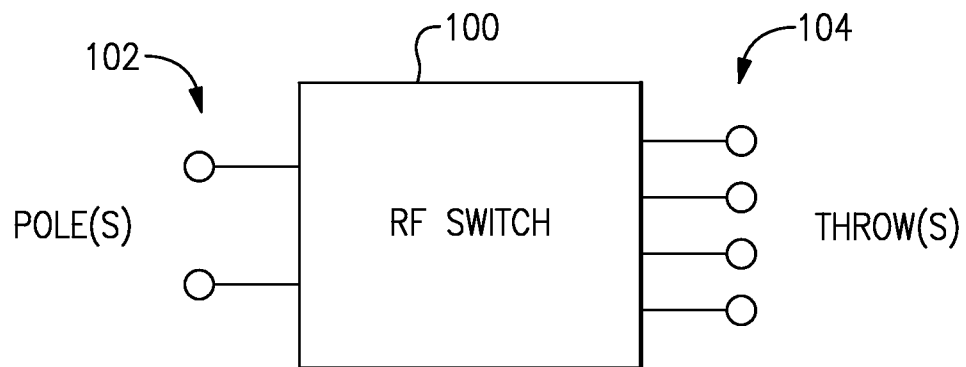 102
100
104
POLE(S)
RF SWITCH
THROW(S)